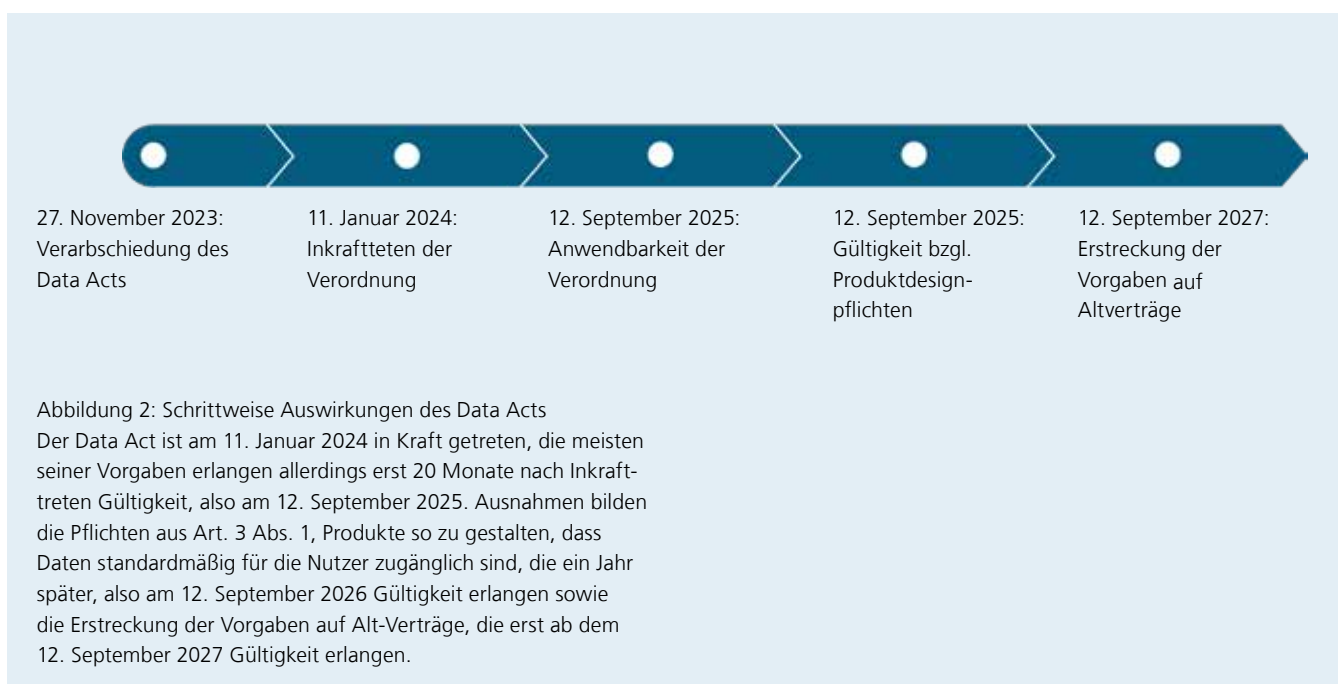 27. November 2023:
Verarbschiedung des
Data Acts
11. Januar 2024:
Inkraftteten der
Verordnung
12. September 2025:
Anwendbarkeit der
Verordnung
12. September 2025:
Gültigkeit bzgl.
Produktdesign-
pflichten
12. September 2027:
Erstreckung der
Vorgaben auf
Altverträge
Abbildung 2: Schrittweise Auswirkungen des Data Acts
Der Data Act ist am 11. Januar 2024 in Kraft getreten, die meisten
seiner Vorgaben erlangen allerdings erst 20 Monate nach Inkraft-
treten Gültigkeit, also am 12. September 2025. Ausnahmen bilden
die Pflichten aus Art. 3 Abs. 1, Produkte so zu gestalten, dass
Daten standardmäßig für die Nutzer zugänglich sind, die ein Jahr
später, also am 12. September 2026 Gültigkeit erlangen sowie
die Erstreckung der Vorgaben auf Alt-Verträge, die erst ab dem
12. September 2027 Gültigkeit erlangen.